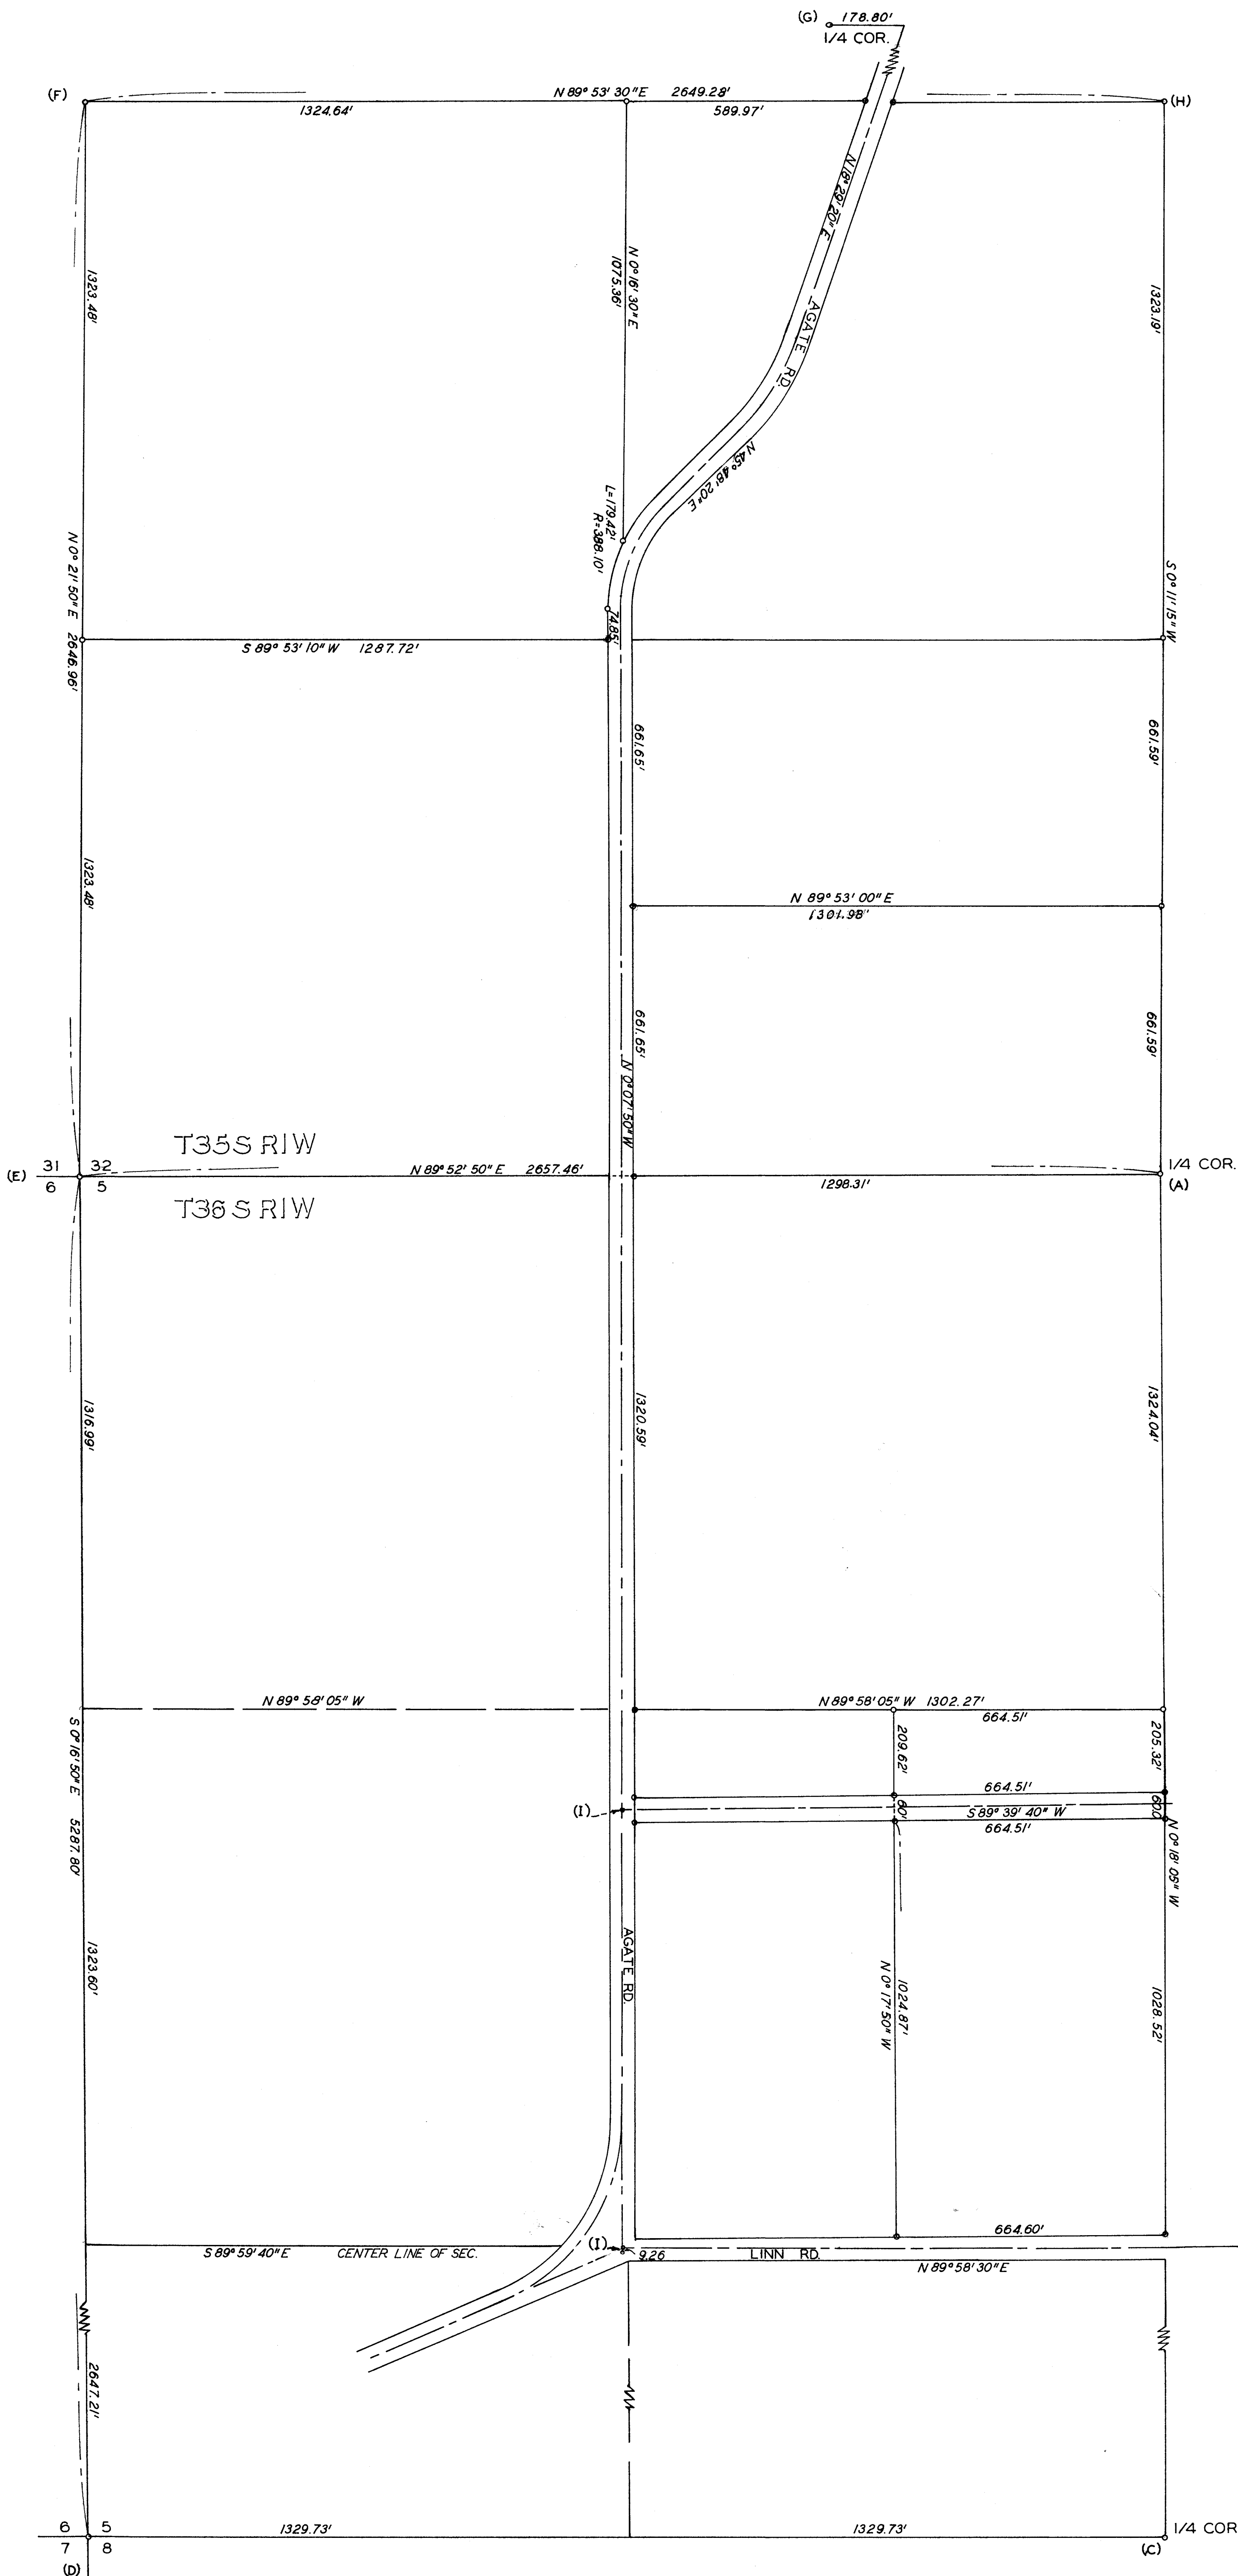 (G) 178.80'
1/4 COR.
(F)
N 89° 53' 30" E 2649.28'
(H)
1324.64'
589.97'
N 18° 29' 20" E
1323.48'
N 0° 16' 30" E
1075.36'
1323.19'
AGATE RD.
N 45° 48' 20" E
L=179.42'
R=388.10'
N 0° 21' 50" E 2646.96'
S 0° 11' 15" W
74.85'
S 89° 53' 10" W 1287.72'
661.65'
661.59'
1323.48'
N 89° 53' 00" E
1301.98'
661.65'
661.59'
N 0° 07' 50" W
T35S R1W
31 32
(E)
6 5
N 89° 52' 50" E 2657.46'
1/4 COR.
(A)
1298.31'
T36S R1W
1316.99'
1320.59'
1324.04'
N 89° 58' 05" W
N 89° 58' 05" W 1302.27'
664.51'
S 0° 16' 50" E 5287.80'
209.62'
205.32'
664.51'
(I)
60'
S 89° 39' 40" W
60.0
664.51'
N 0° 18' 05" W
1323.60'
AGATE RD.
1024.87'
N 0° 17' 50" W
1028.52'
664.60'
S 89° 59' 40" E CENTER LINE OF SEC.
(I)
9.26
LINN RD.
N 89° 58' 30" E
2647.21'
6 5
7 8
1329.73'
1329.73'
1/4 COR
(D)
(C)